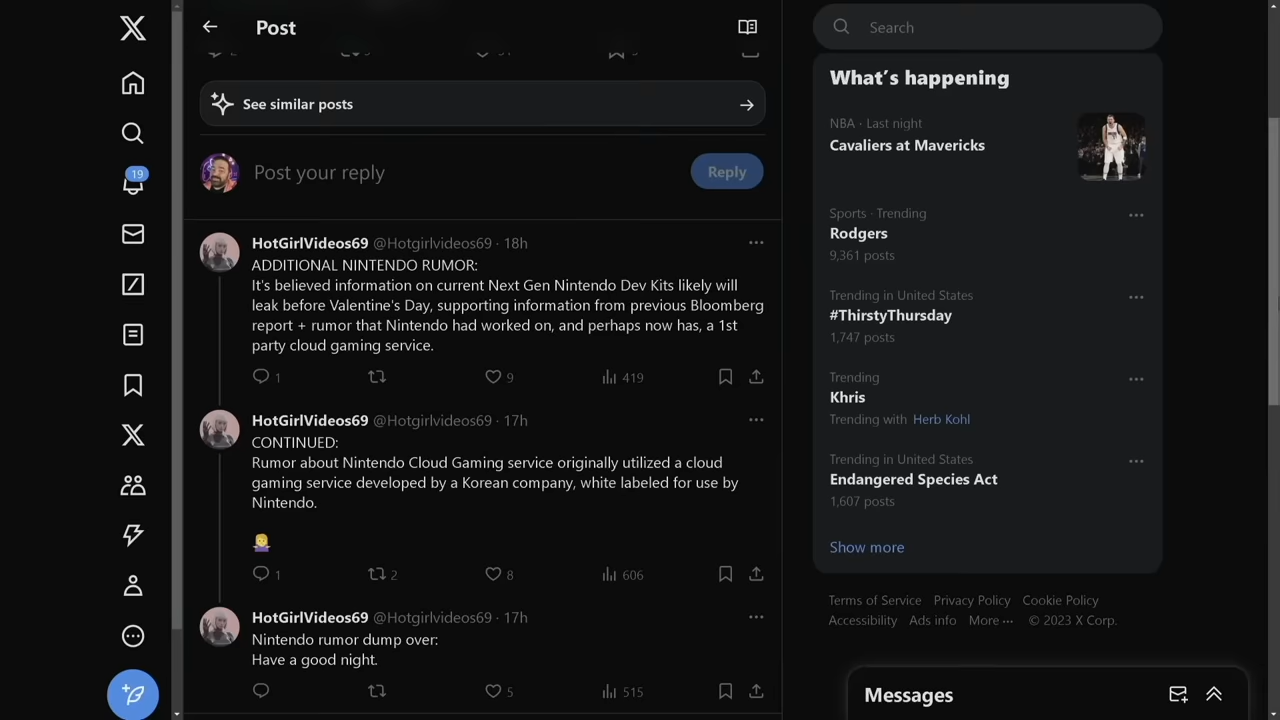 Post
See similar posts
Post your reply
Reply
19
HotGirlVideos69 @Hotgirlvideos69 · 18h
ADDITIONAL NINTENDO RUMOR:
It's believed information on current Next Gen Nintendo Dev Kits likely will
leak before Valentine's Day, supporting information from previous Bloomberg
report + rumor that Nintendo had worked on, and perhaps now has, a 1st
party cloud gaming service.
1
9
419
HotGirlVideos69 @Hotgirlvideos69 · 17h
CONTINUED:
Rumor about Nintendo Cloud Gaming service originally utilized a cloud
gaming service developed by a Korean company, white labeled for use by
Nintendo.
1
2
8
606
HotGirlVideos69 @Hotgirlvideos69 · 17h
Nintendo rumor dump over:
Have a good night.
5
515
Search
What's happening
NBA · Last night
Cavaliers at Mavericks
Sports · Trending
Rodgers
9,361 posts
Trending in United States
#ThirstyThursday
1,747 posts
Trending
Khris
Trending with Herb Kohl
Trending in United States
Endangered Species Act
1,607 posts
Show more
Terms of Service Privacy Policy Cookie Policy
Accessibility Ads info More ··· © 2023 X Corp.
Messages